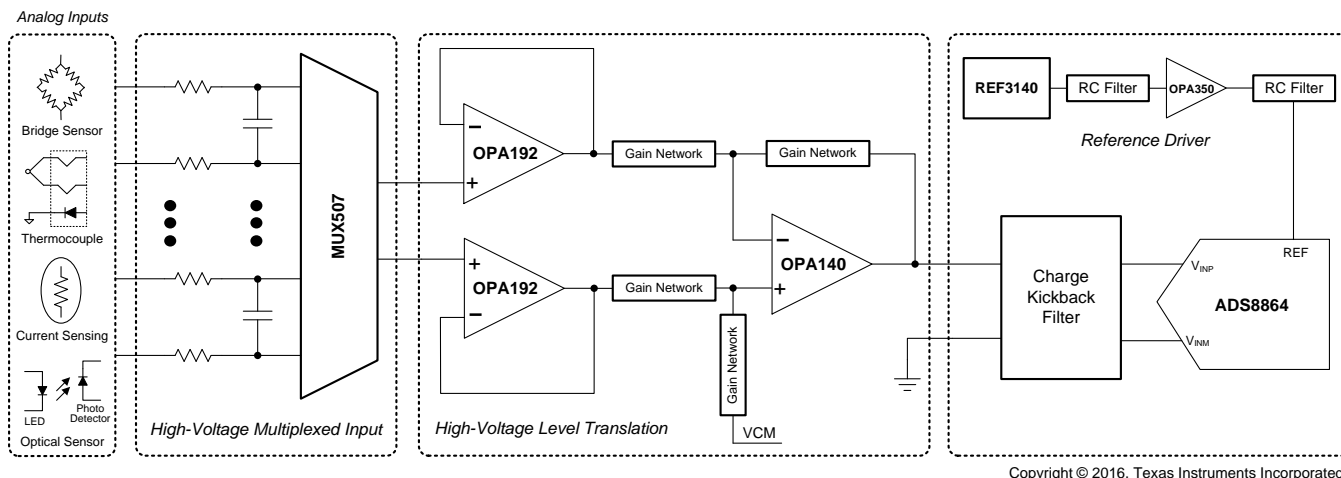 Analog Inputs
Bridge Sensor
Thermocouple
Current Sensing
LED
Photo
Detector
Optical Sensor
MUX507
High-Voltage Multiplexed Input
OPA192
+
OPA192
+
Gain Network
Gain Network
Gain Network
Gain Network
VCM
OPA140
+
High-Voltage Level Translation
REF3140
RC Filter
OPA350
RC Filter
Reference Driver
Charge
Kickback
Filter
VINP
VINM
REF
ADS8864
Copyright © 2016, Texas Instruments Incorporated